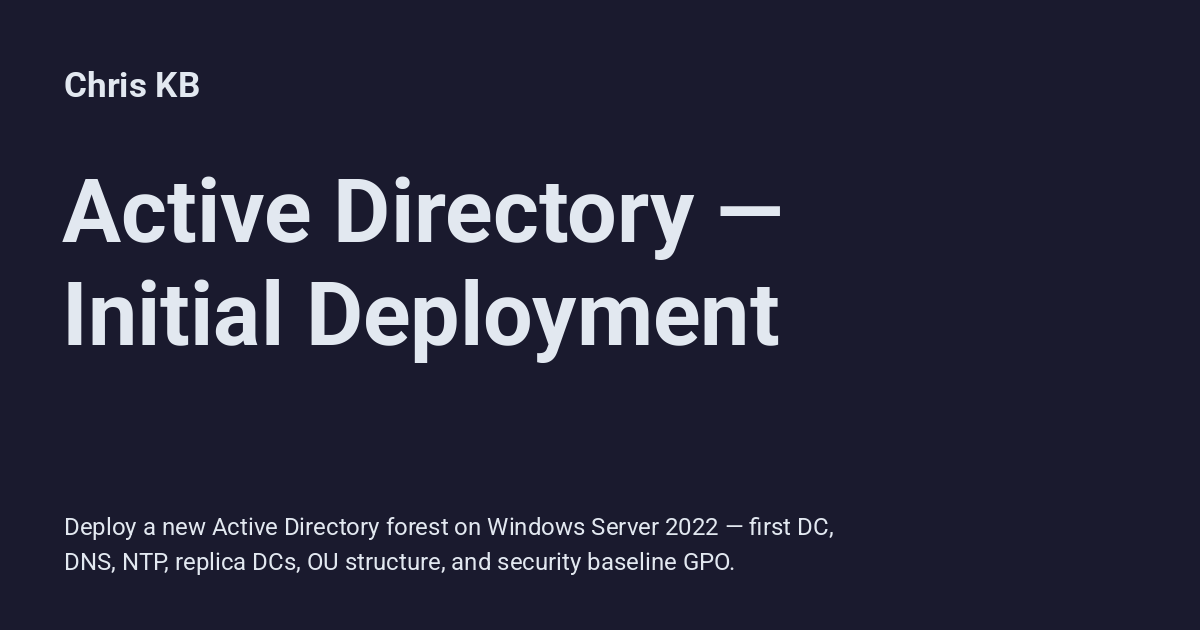 Chris KB
Active Directory —
Initial Deployment
Deploy a new Active Directory forest on Windows Server 2022 — first DC,
DNS, NTP, replica DCs, OU structure, and security baseline GPO.